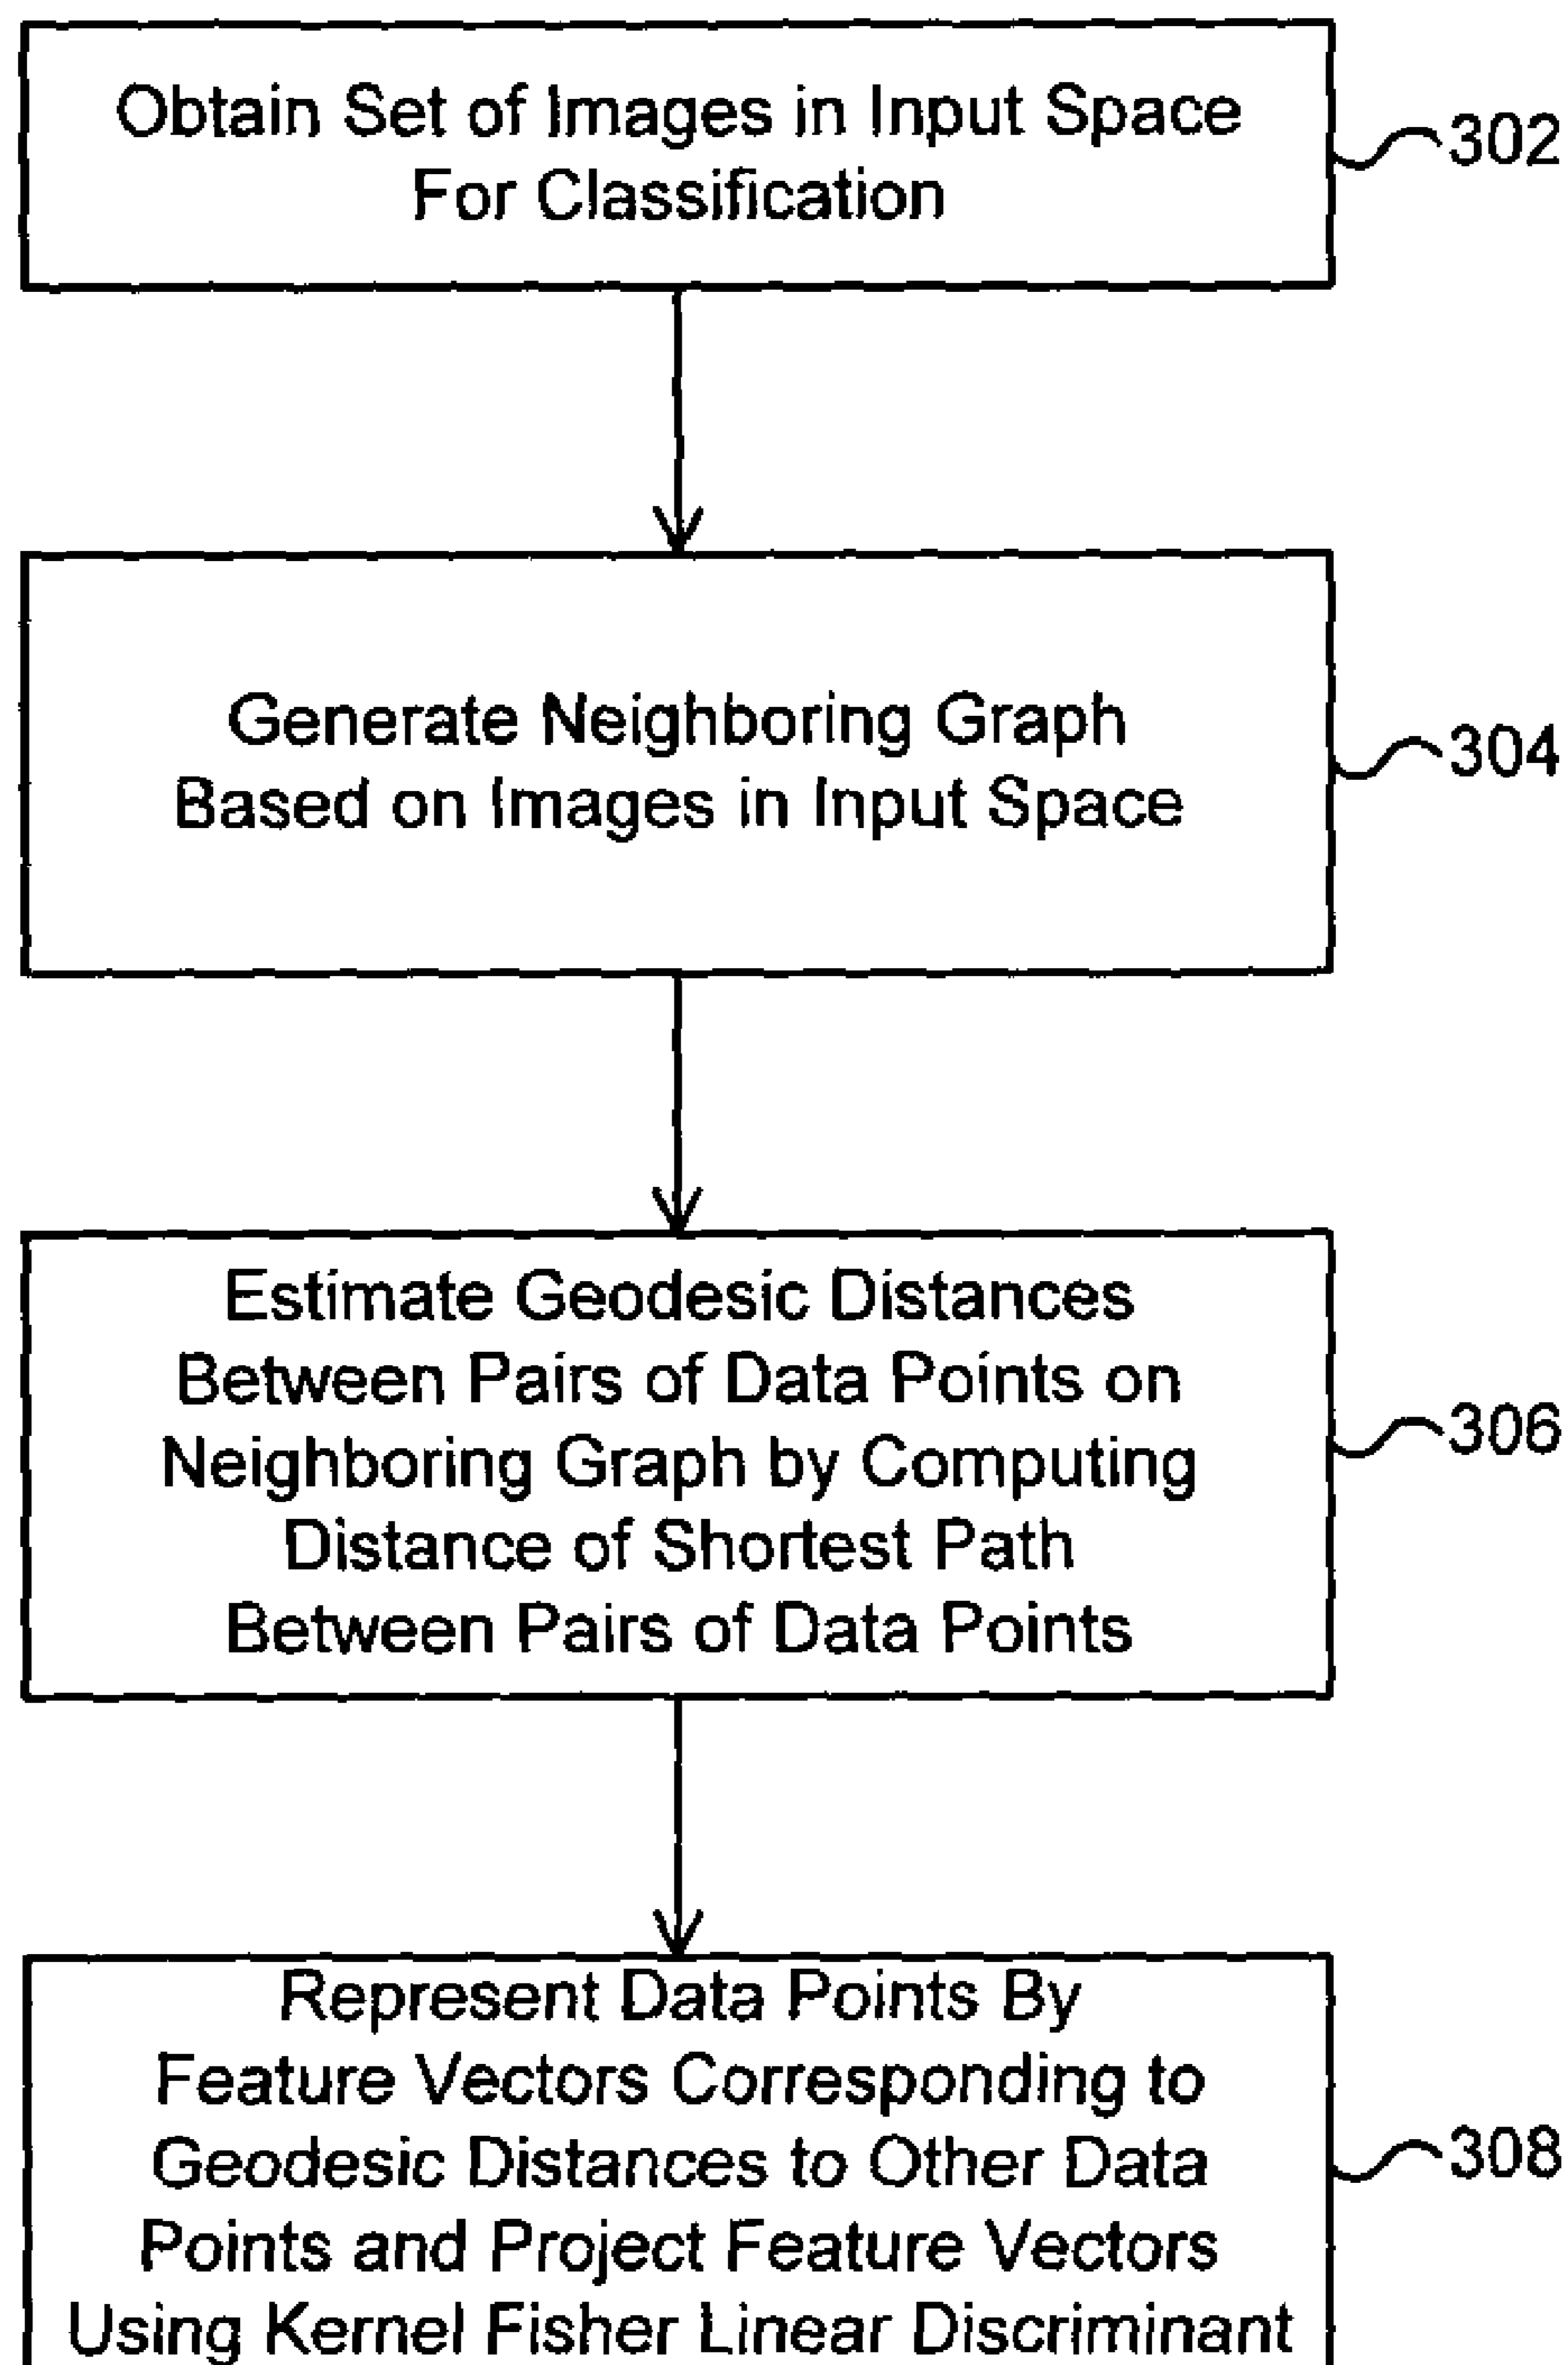 Obtain Set of Images in Input Space
For Classification
302
Generate Neighboring Graph
Based on Images in Input Space
304
Estimate Geodesic Distances
Between Pairs of Data Points on
Neighboring Graph by Computing
Distance of Shortest Path
Between Pairs of Data Points
306
Represent Data Points By
Feature Vectors Corresponding to
Geodesic Distances to Other Data
Points and Project Feature Vectors
Using Kernel Fisher Linear Discriminant
308